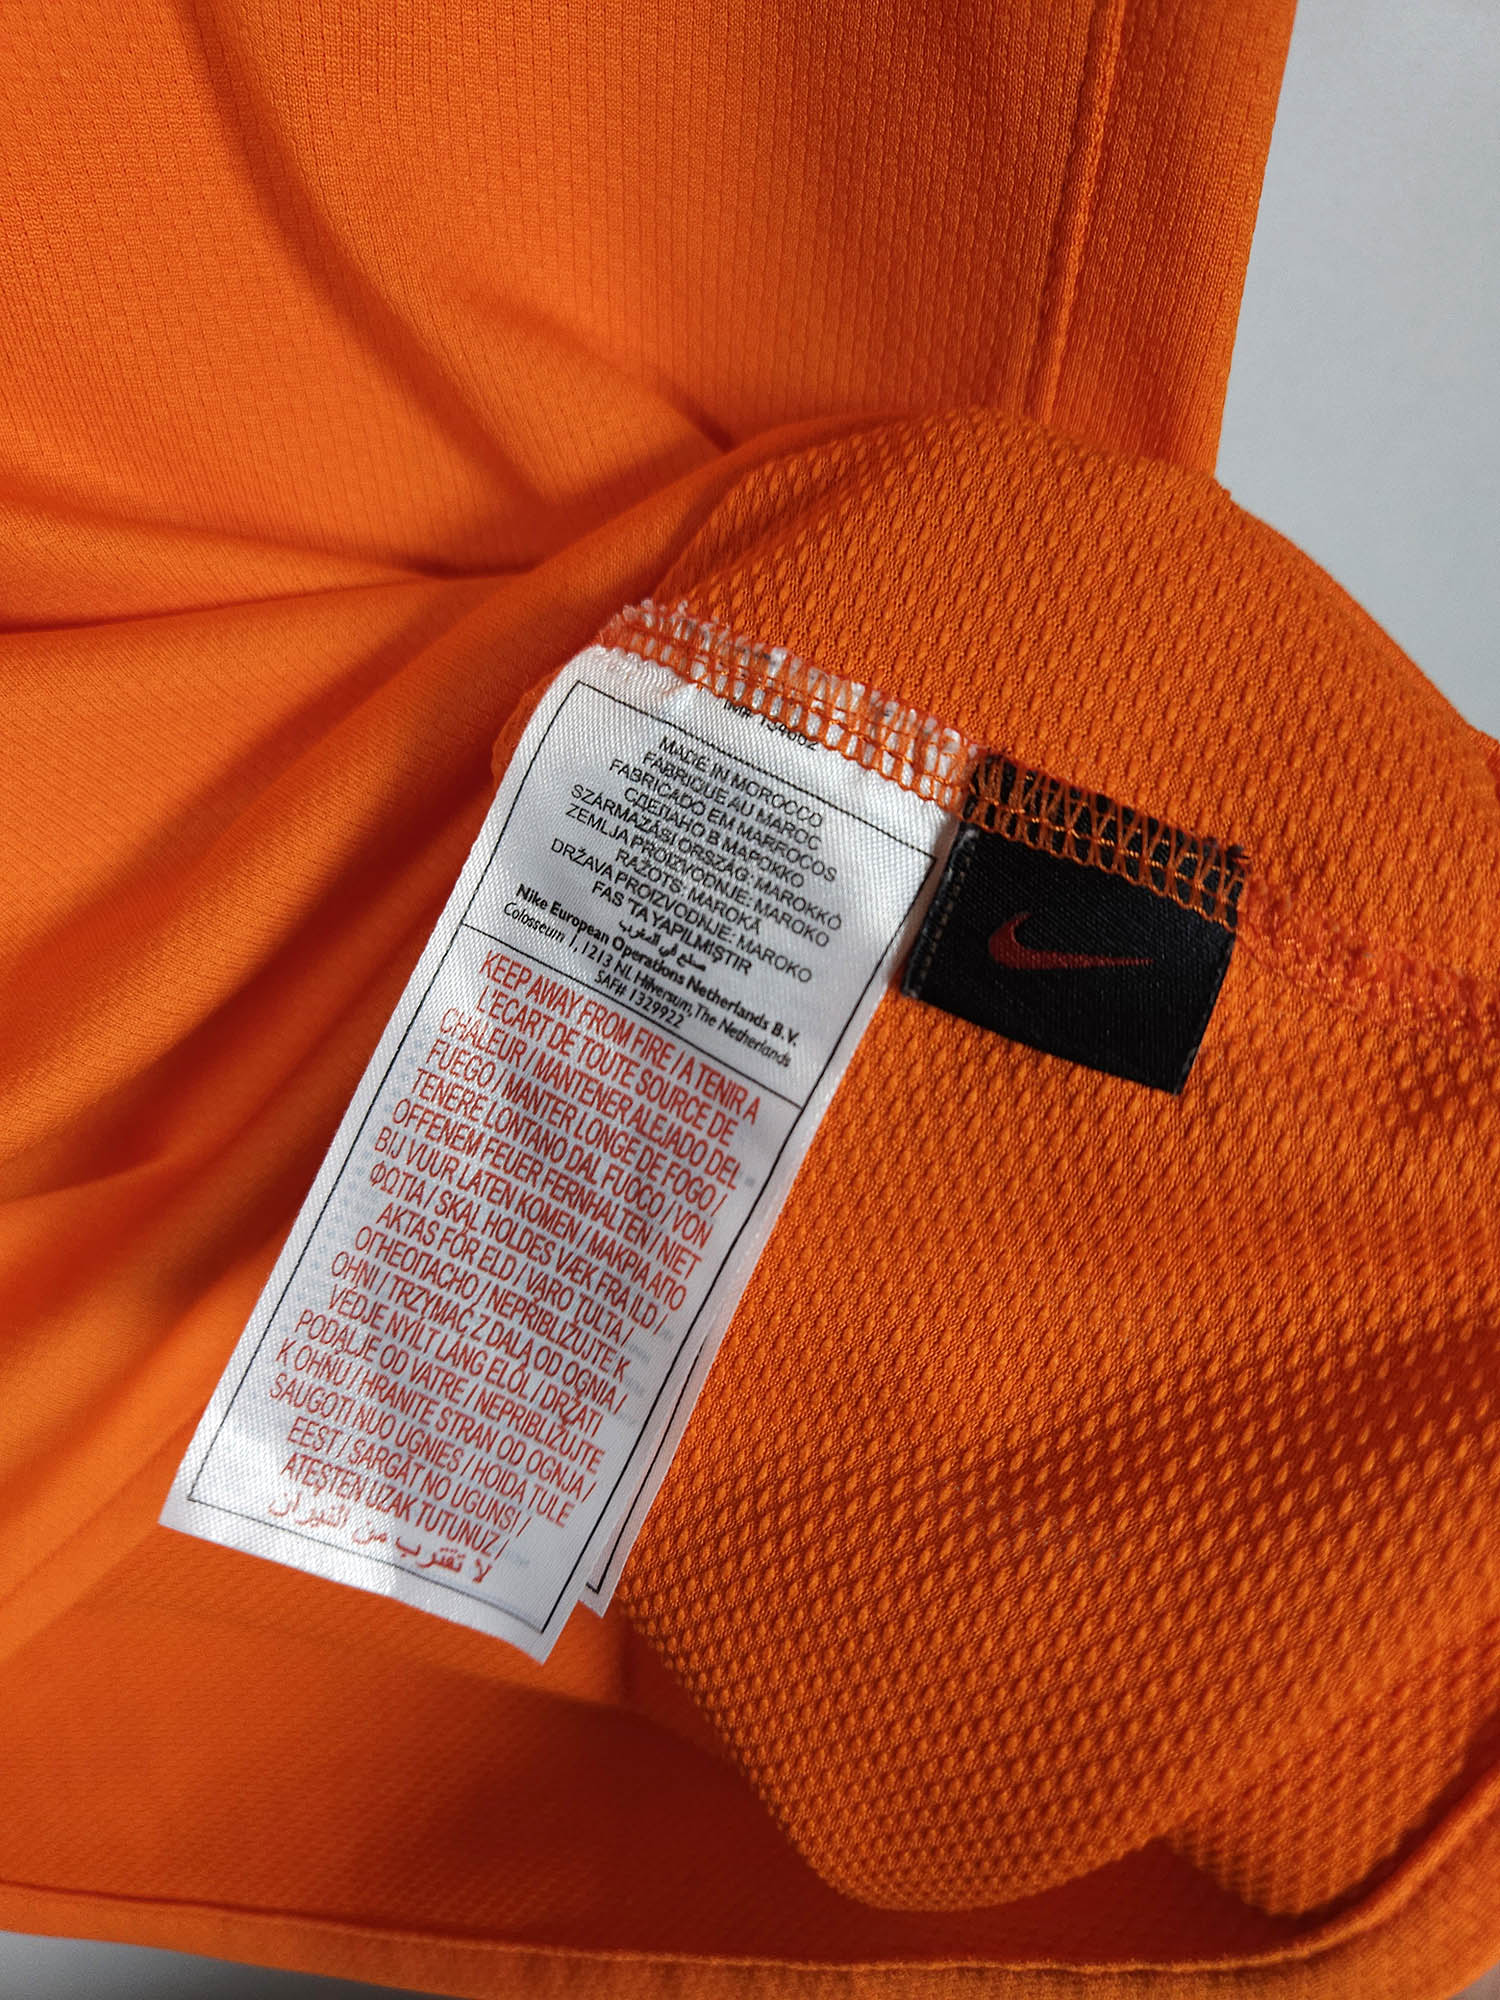 MADE IN MOROCCO
FABRIQUE AU MAROC
FABRICADO EM MARROCOS
СДЕЛАНО В МАРОККО
SZÁRMAZÁSI ORSZÁG: MAROKKÓ
ZEMLJA PROIZVODNJE: MAROKO
RAŽOTS: MAROKĀ
DRŽAVA PROIZVODNJE: MAROKO
FAS TA YAPILMIŞTIR
صنع في المغرب
Nike European Operations Netherlands B.V.
Colosseum 1, 1213 NL Hilversum, The Netherlands
SAF# 1329922
KEEP AWAY FROM FIRE / A TENIR A
L'ECART DE TOUTE SOURCE DE
CHALEUR / MANTENER ALEJADO DEL
FUEGO / MANTER LONGE DE FOGO /
TENERE LONTANO DAL FUOCO / VON
OFFENEM FEUER FERNHALTEN / NIET
BIJ VUUR LATEN KOMEN / ΜΑΚΡΙΑ ΑΠΟ
ΦΩΤΙΑ / SKAL HOLDES VÆK FRA ILD /
AKTAS FÖR ELD / VARO TULTA /
ОГНЕОПАСНО / NEPRIBLIZUJTE K
OHNI / TRZYMAĆ Z DALA OD OGNIA /
VÉDJE NYÍLT LÁNG ELŐL / DRŽATI
PODALJE OD VATRE / NEPRIBLIZUJTE
K OHŇU / HRANITE STRAN OD OGNJA /
SAUGOTI NUO UGNIES / HOIDA TULE
EEST / SARGĀT NO UGUNS /
ATEŞTEN UZAK TUTUNUZ /
لا تقترب من النيران